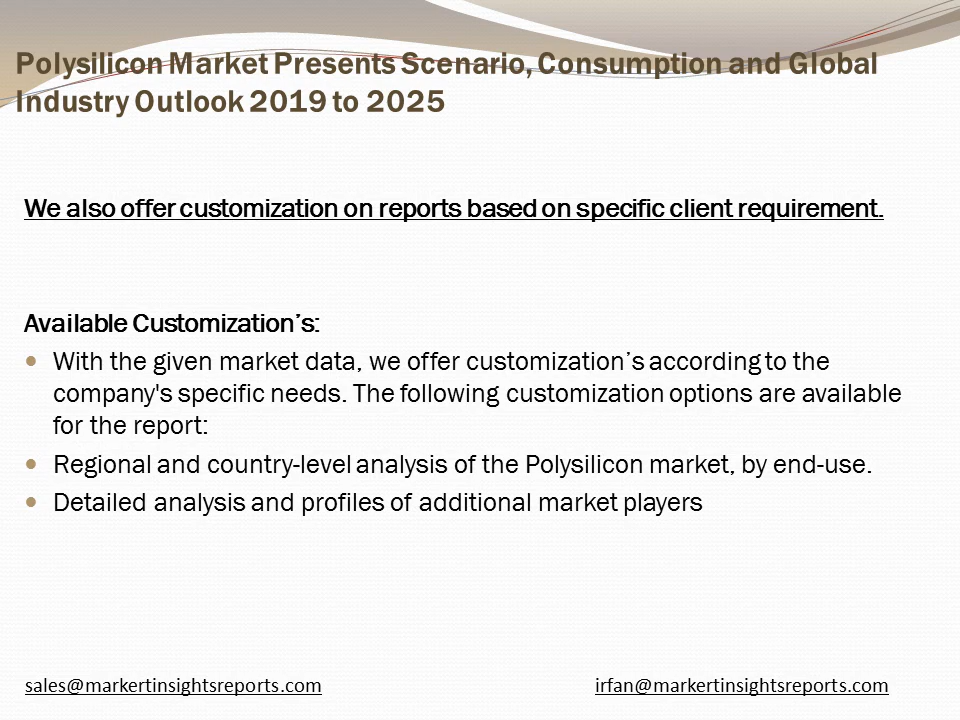 Polysilicon Market Presents Scenario, Consumption and Global
Industry Outlook 2019 to 2025
We also offer customization on reports based on specific client requirement.
Available Customization’s:
With the given market data, we offer customization’s according to the
company's specific needs. The following customization options are available
for the report:
Regional and country-level analysis of the Polysilicon market, by end-use.
Detailed analysis and profiles of additional market players
sales@markertinsightsreports.com
irfan@markertinsightsreports.com